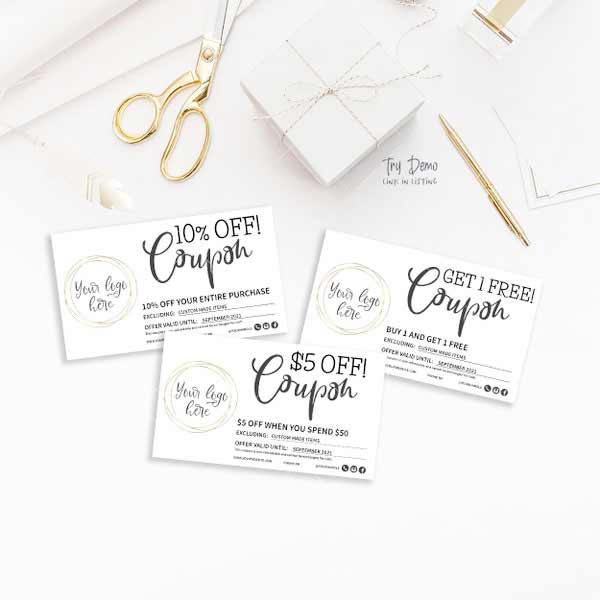 Try Demo
LINK IN LISTING
10% OFF!
Coupon
Your logo
here
10% OFF YOUR ENTIRE PURCHASE
EXCLUDING: CUSTOM MADE ITEMS
OFFER VALID UNTIL: SEPTEMBER 2021
GET 1 FREE!
Coupon
Your logo
here
BUY 1 AND GET 1 FREE
EXCLUDING: CUSTOM MADE ITEMS
OFFER VALID UNTIL: SEPTEMBER 2021
$5 OFF!
Coupon
Your logo
here
$5 OFF WHEN YOU SPEND $50
EXCLUDING: CUSTOM MADE ITEMS
OFFER VALID UNTIL: SEPTEMBER 2021